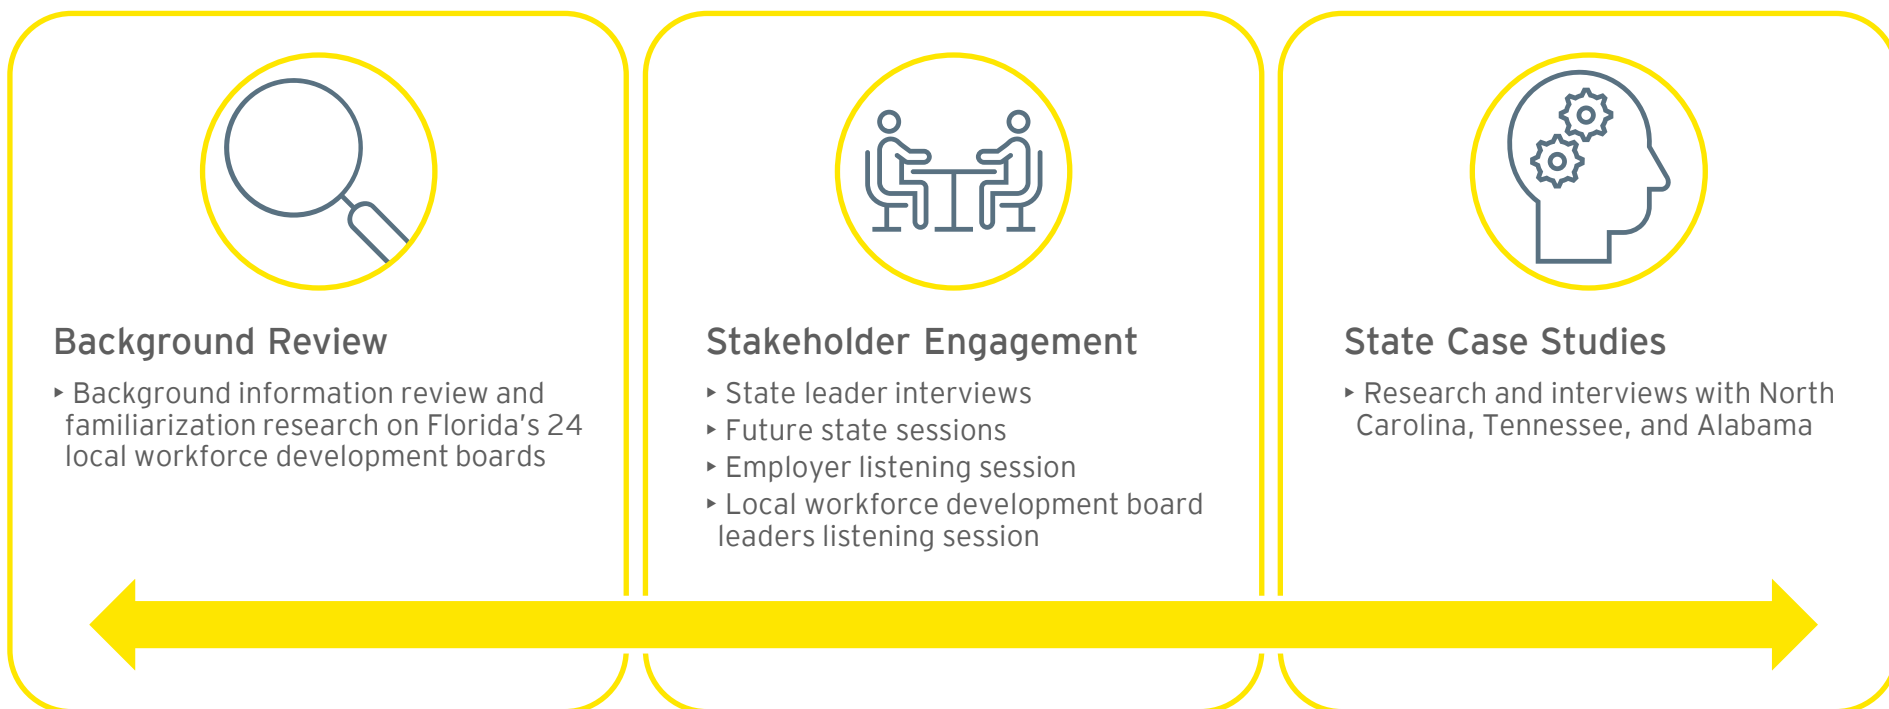 Background Review
‣ Background information review and
familiarization research on Florida’s 24
local workforce development boards
Stakeholder Engagement
‣ State leader interviews
‣ Future state sessions
‣ Employer listening session
‣ Local workforce development board
leaders listening session
State Case Studies
‣ Research and interviews with North
Carolina, Tennessee, and Alabama